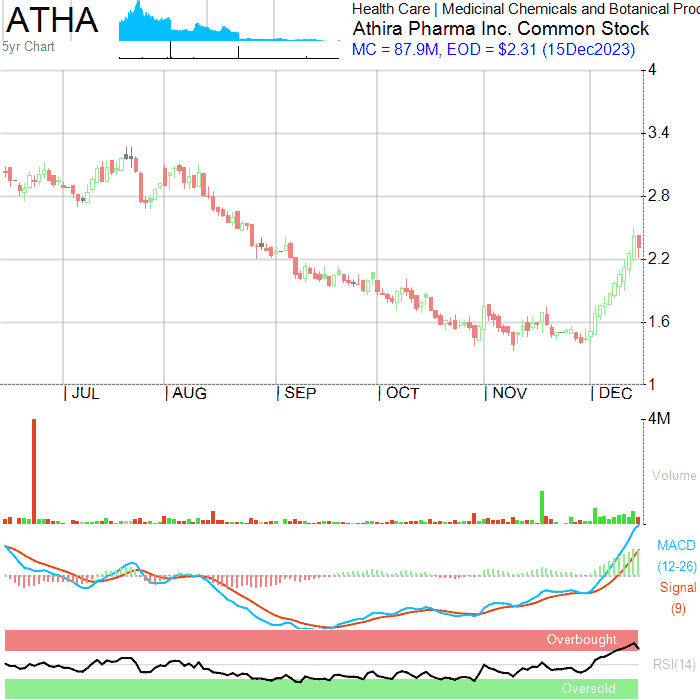 ATHA
5yr Chart
Health Care | Medicinal Chemicals and Botanical Proc
Athira Pharma Inc. Common Stock
MC = 87.9M, EOD = $2.31 (15Dec2023)
4
3.4
2.8
2.2
1.6
1
| JUL | AUG | SEP | OCT | NOV | DEC
4M
Volume
MACD
(12-26)
Signal
(9)
Overbought
RSI(14)
Oversold